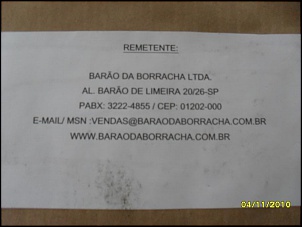 REMETENTE:
BARÃO DA BORRACHA LTDA.
AL. BARÃO DE LIMEIRA 20/26-SP
PABX: 3222-4855 / CEP: 01202-000
E-MAIL/ MSN :VENDAS@BARAODABORRACHA.COM.BR
WWW.BARAODABORRACHA.COM.BR
04/11/2010